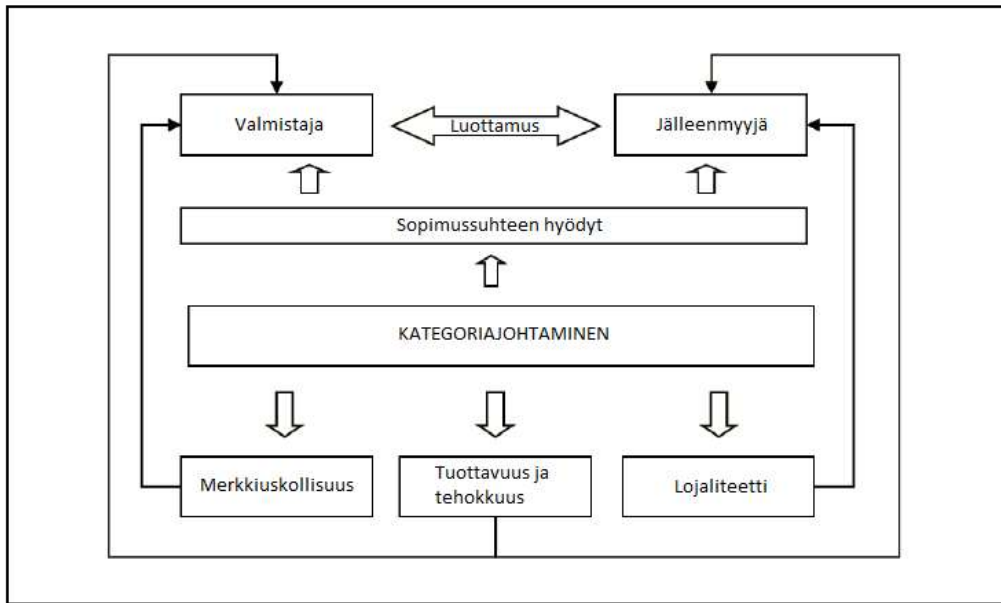 Valmistaja
Luottamus
Jälleenmyyjä
Sopimussuhteen hyödyt
KATEGORIAJOHTAMINEN
Merkkiuskollisuus
Tuottavuus ja
tehokkuus
Lojaliteetti